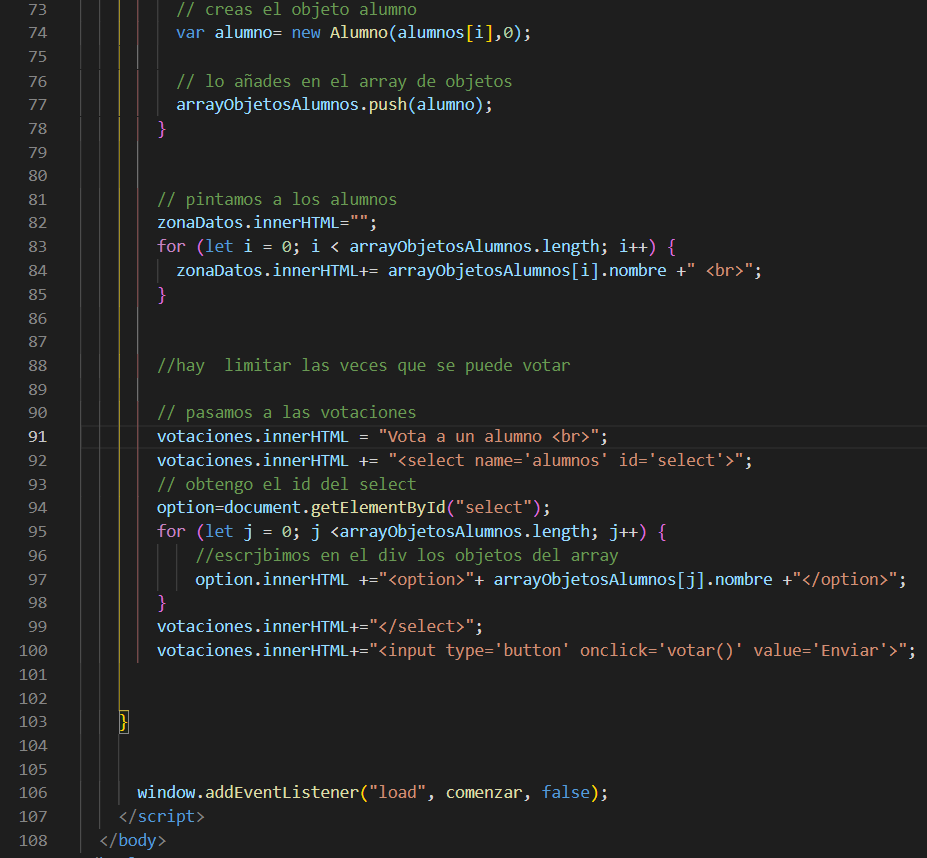 73 // creas el objeto alumno
74 var alumno= new Alumno(alumnos[i],0);
75
76 // lo añades en el array de objetos
77 arrayObjetosAlumnos.push(alumno);
78 }
79
80
81 // pintamos a los alumnos
82 zonaDatos.innerHTML="";
83 for (let i = 0; i < arrayObjetosAlumnos.length; i++) {
84 zonaDatos.innerHTML+= arrayObjetosAlumnos[i].nombre +" <br>";
85 }
86
87
88 //hay  limitar las veces que se puede votar
89
90 // pasamos a las votaciones
91 votaciones.innerHTML = "Vota a un alumno <br>";
92 votaciones.innerHTML += "<select name='alumnos' id='select'>";
93 // obtengo el id del select
94 option=document.getElementById("select");
95 for (let j = 0; j <arrayObjetosAlumnos.length; j++) {
96 //escrjbimos en el div los objetos del array
97 option.innerHTML +="<option>"+ arrayObjetosAlumnos[j].nombre +"</option>";
98 }
99 votaciones.innerHTML+="</select>";
100 votaciones.innerHTML+="<input type='button' onclick='votar()' value='Enviar'>";
101
102
103 }
104
105
106 window.addEventListener("load", comenzar, false);
107 </script>
108 </body>